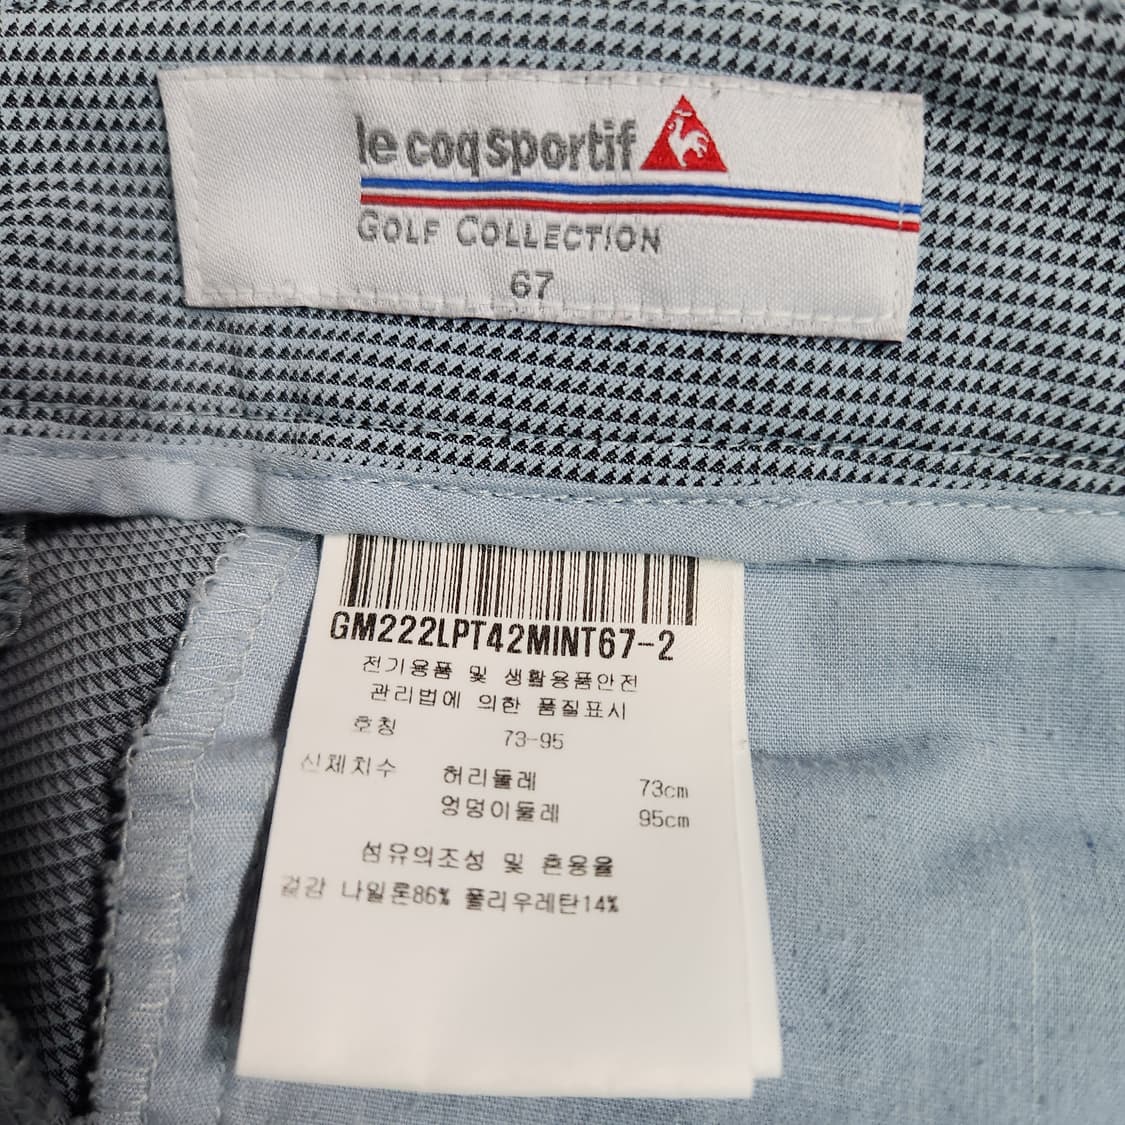 le coq sportif
GOLF COLLECTION
67
GM222LPT42MINT67-2
전기용품 및 생활용품안전
관리법에 의한 품질표시
호칭 73-95
신체치수 허리둘레 73cm
엉덩이둘레 95cm
섬유의조성 및 혼용율
겉감 나일론86% 폴리우레탄14%